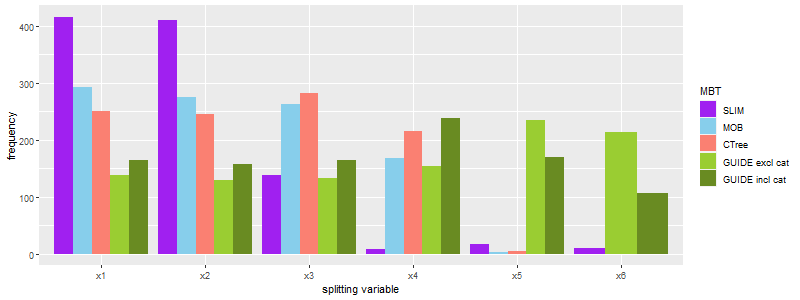 400
300
200
100
0
frequency
x1 x2 x3 x4 x5 x6
splitting variable
MBT
SLIM
MOB
CTree
GUIDE excl cat
GUIDE incl cat